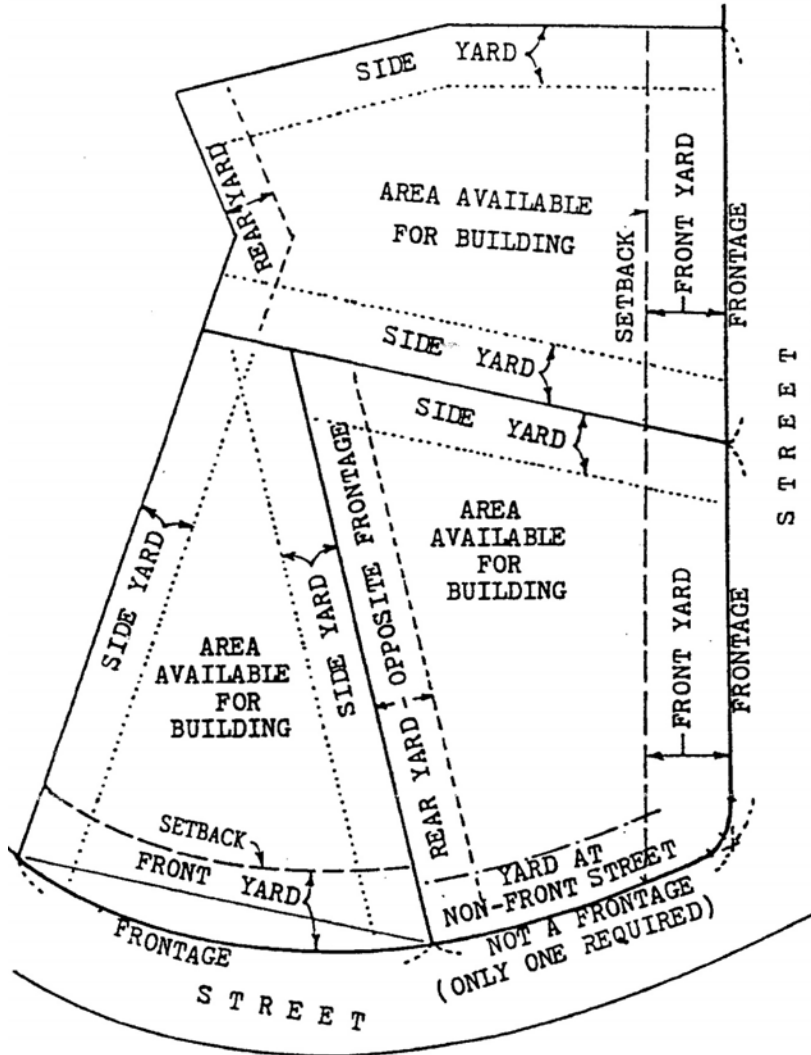 SIDE YARD
REAR YARD
AREA AVAILABLE
FOR BUILDING
SETBACK
FRONT YARD
FRONTAGE
SIDE YARD
SIDE YARD
STREET
SIDE YARD
SIDE YARD
REAR YARD - OPPOSITE FRONTAGE
AREA
AVAILABLE
FOR
BUILDING
FRONT YARD
FRONTAGE
AREA
AVAILABLE
FOR
BUILDING
SETBACK
FRONT YARD
FRONTAGE
YARD AT
NON-FRONT STREET
NOT A FRONTAGE
(ONLY ONE REQUIRED)
STREET